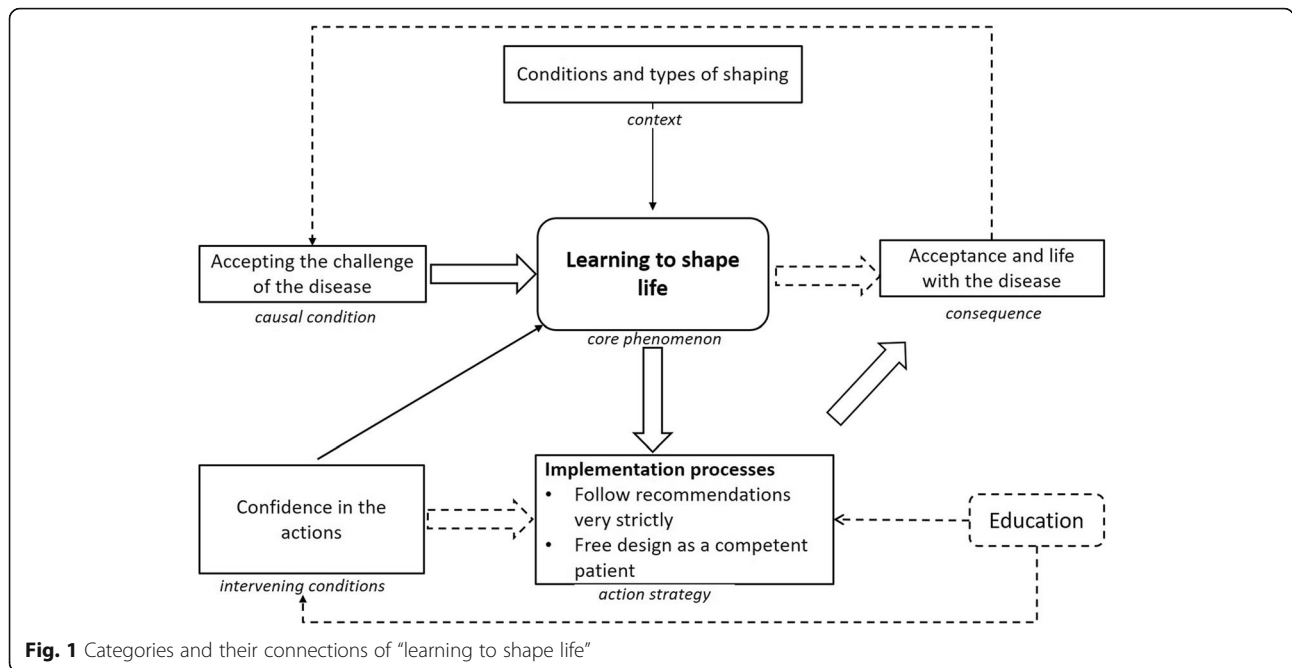 Conditions and types of shaping
context
Accepting the challenge
of the disease
causal condition
Learning to shape
life
core phenomenon
Acceptance and life
with the disease
consequence
Confidence in the
actions
intervening conditions
Implementation processes
• Follow recommendations
very strictly
• Free design as a competent
patient
action strategy
Education
Fig. 1 Categories and their connections of “learning to shape life”